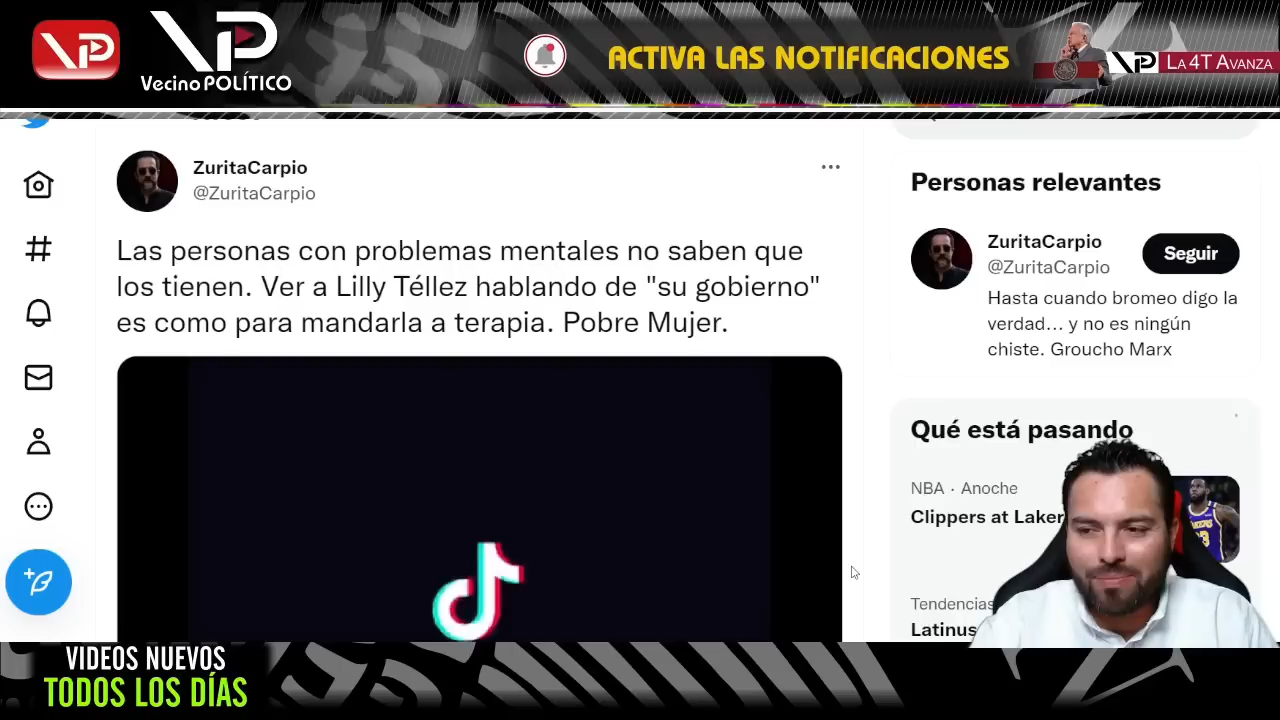 VP
Vecino POLÍTICO
ACTIVA LAS NOTIFICACIONES
VP
LA 4T AVANZA
ZuritaCarpio
@ZuritaCarpio
Las personas con problemas mentales no saben que
los tienen. Ver a Lilly Téllez hablando de "su gobierno"
es como para mandarla a terapia. Pobre Mujer.
Personas relevantes
ZuritaCarpio
@ZuritaCarpio
Seguir
Hasta cuando bromeo digo la
verdad... y no es ningún
chiste. Groucho Marx
Qué está pasando
NBA · Anoche
Clippers at Laker
Tendencias
Latinus
VIDEOS NUEVOS
TODOS LOS DÍAS